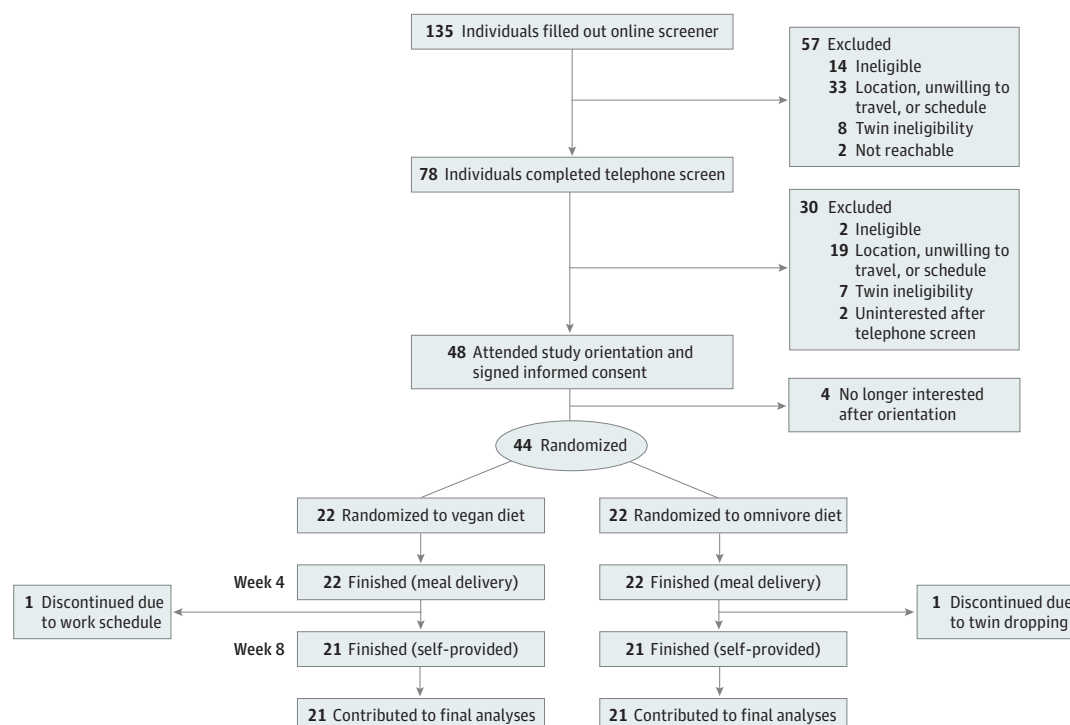 135 Individuals filled out online screener
57 Excluded
14 Ineligible
33 Location, unwilling to
travel, or schedule
8 Twin ineligibility
2 Not reachable
78 Individuals completed telephone screen
30 Excluded
2 Ineligible
19 Location, unwilling to
travel, or schedule
7 Twin ineligibility
2 Uninterested after
telephone screen
48 Attended study orientation and
signed informed consent
4 No longer interested
after orientation
44 Randomized
22 Randomized to vegan diet
22 Randomized to omnivore diet
Week 4
22 Finished (meal delivery)
22 Finished (meal delivery)
1 Discontinued due
to work schedule
1 Discontinued due
to twin dropping
Week 8
21 Finished (self-provided)
21 Finished (self-provided)
21 Contributed to final analyses
21 Contributed to final analyses